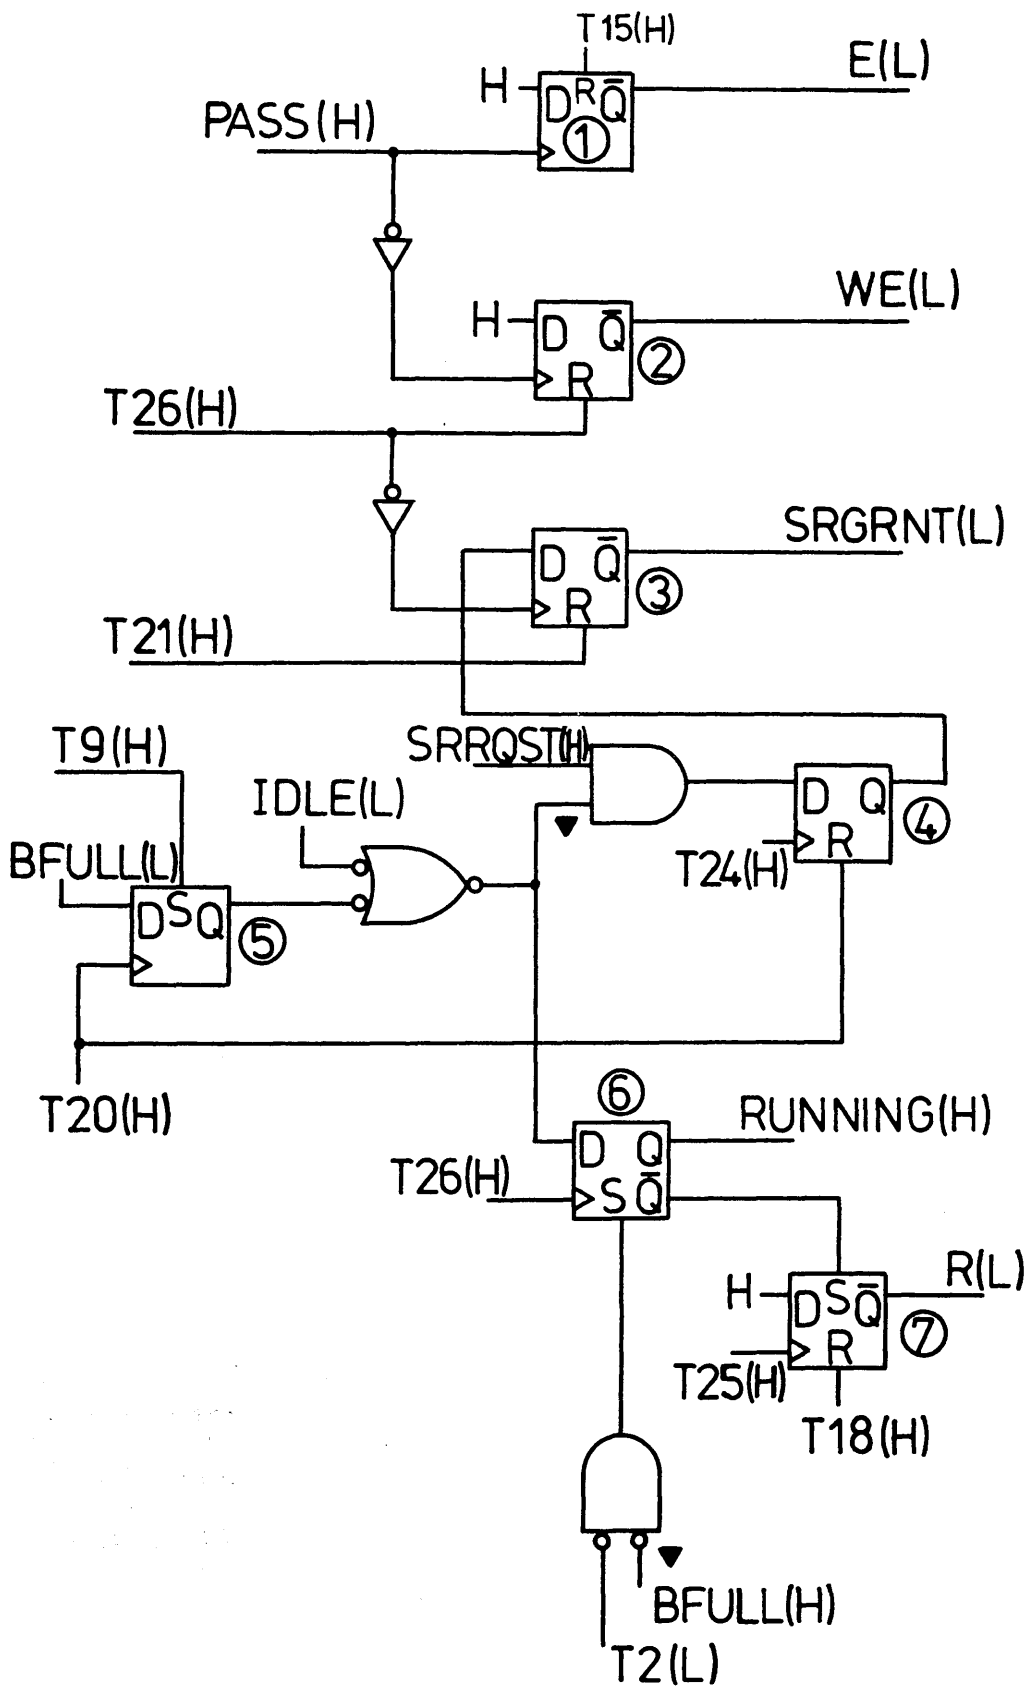 T15(H)
E(L)
H
D R Q̅
PASS(H)
1
WE(L)
H
D Q̅
2
R
T26(H)
SRGRNT(L)
D Q̅
3
R
T21(H)
SRRQST(H)
T9(H)
IDLE(L)
D Q
4
BFULL(L)
T24(H)
R
D S Q
5
T20(H)
6
RUNNING(H)
D Q
T26(H)
S Q̅
R(L)
H
D S Q̅
7
R
T25(H)
T18(H)
BFULL(H)
T2(L)